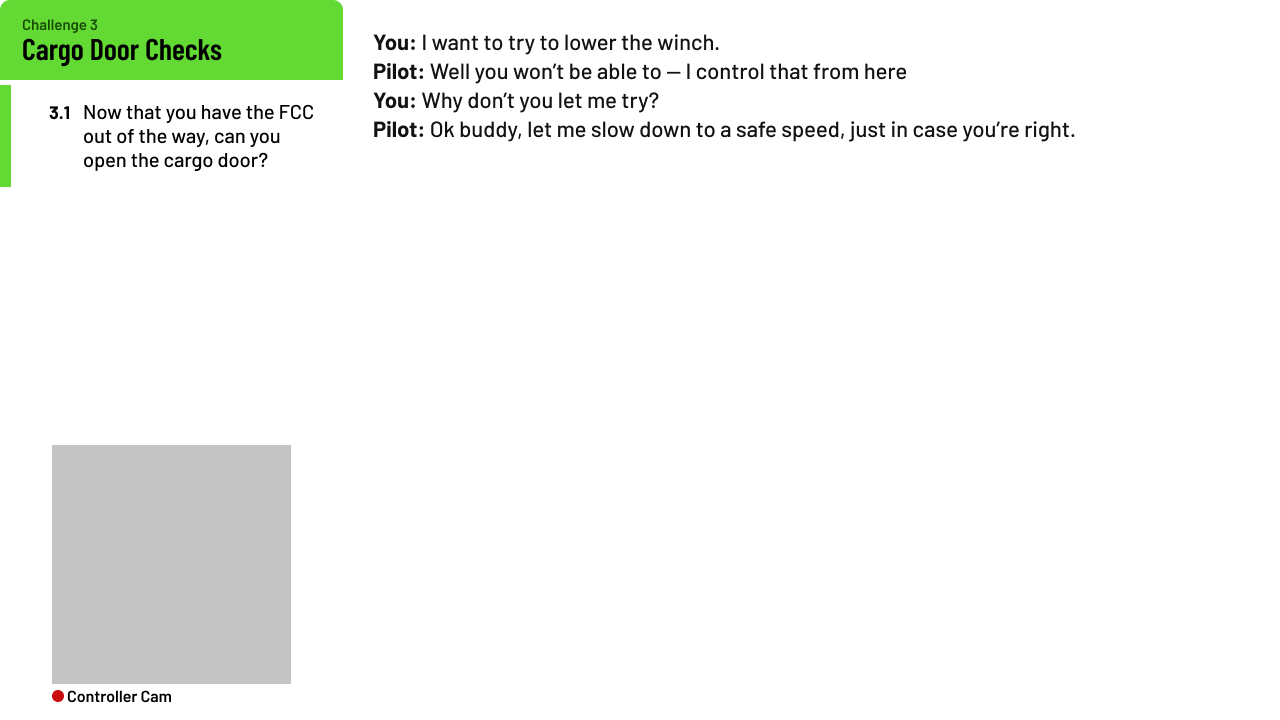 Challenge 3
Cargo Door Checks
3.1 Now that you have the FCC
out of the way, can you
open the cargo door?
You: I want to try to lower the winch.
Pilot: Well you won’t be able to — I control that from here
You: Why don’t you let me try?
Pilot: Ok buddy, let me slow down to a safe speed, just in case you’re right.
Controller Cam